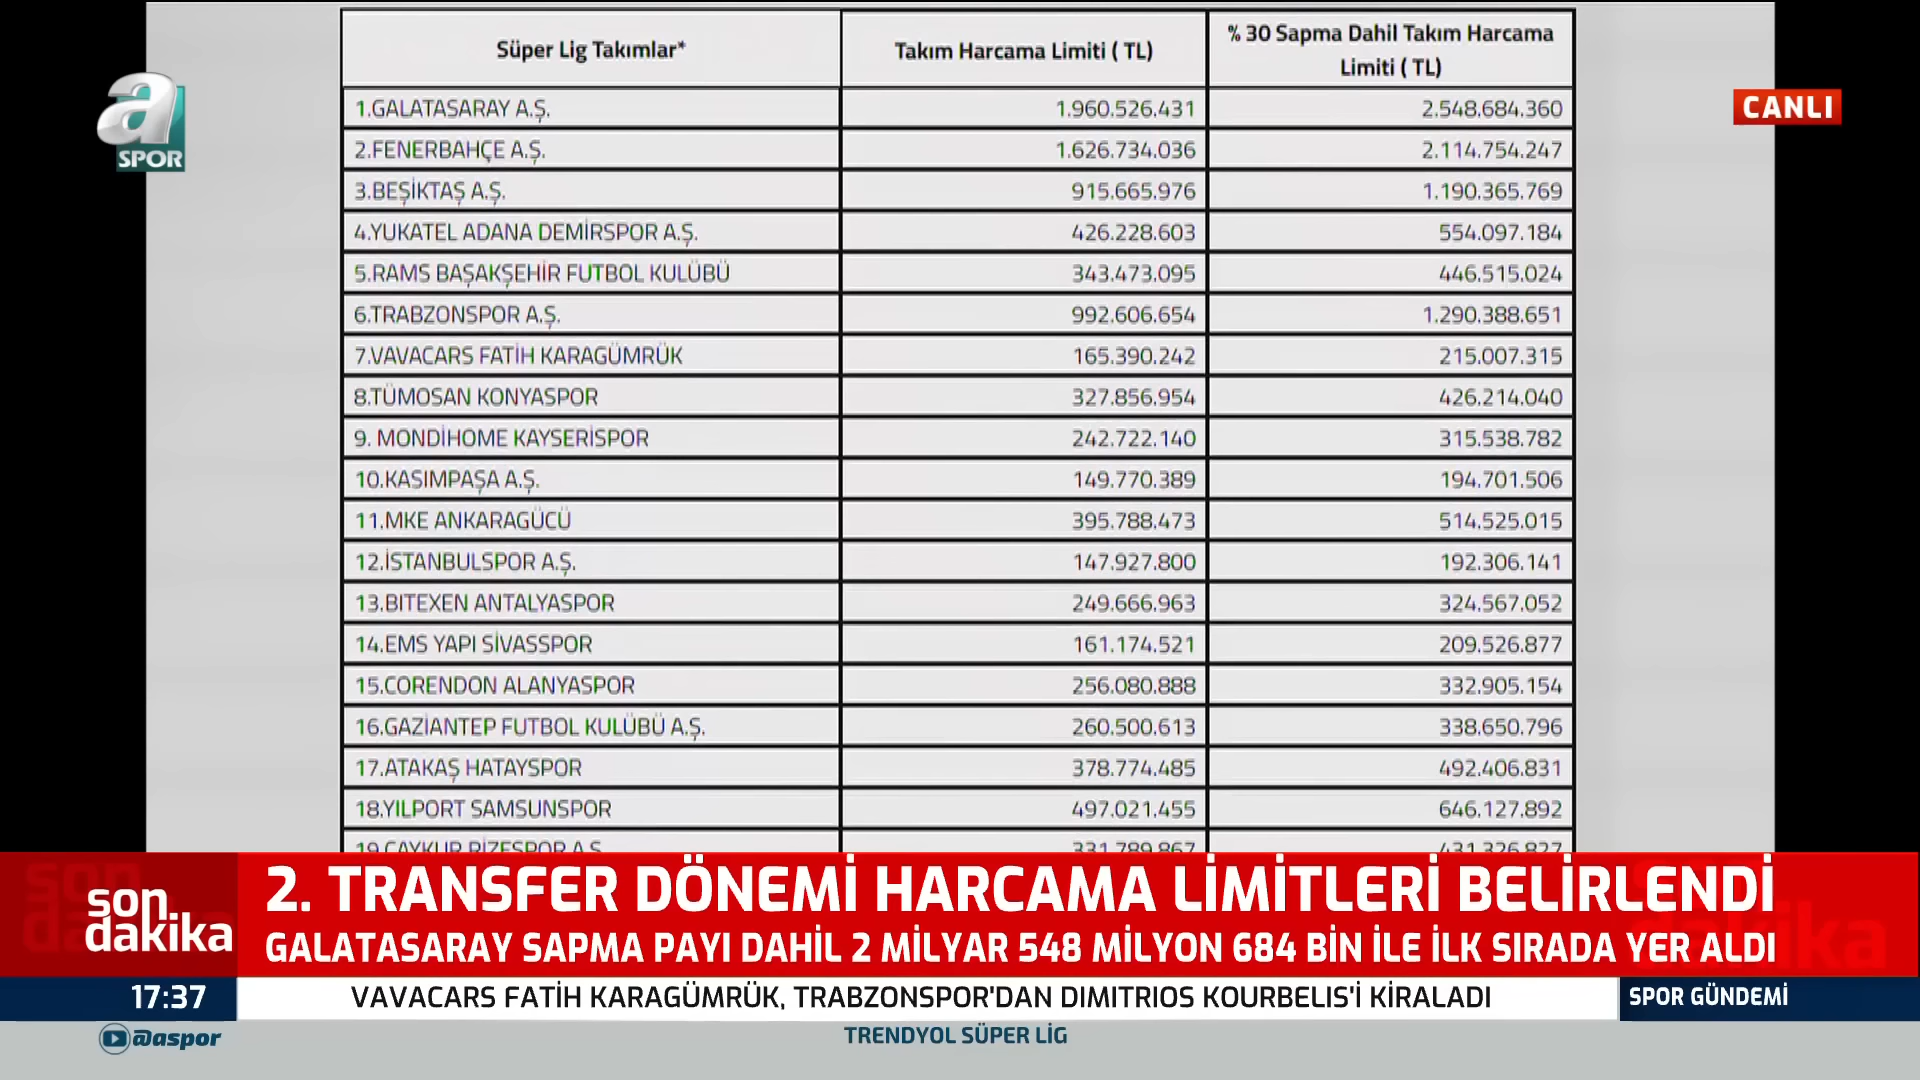 Süper Lig Takımlar* Takım Harcama Limiti ( TL) % 30 Sapma Dahil Takım Harcama Limiti ( TL)
1.GALATASARAY A.Ş. 1.960.526.431 2.548.684.360
2.FENERBAHÇE A.Ş. 1.626.734.036 2.114.754.247
3.BEŞİKTAŞ A.Ş. 915.665.976 1.190.365.769
4.YUKATEL ADANA DEMİRSPOR A.Ş. 426.228.603 554.097.184
5.RAMS BAŞAKŞEHİR FUTBOL KULÜBÜ 343.473.095 446.515.024
6.TRABZONSPOR A.Ş. 992.606.654 1.290.388.651
7.VAVACARS FATİH KARAGÜMRÜK 165.390.242 215.007.315
8.TÜMOSAN KONYASPOR 327.856.954 426.214.040
9. MONDİHOME KAYSERİSPOR 242.722.140 315.538.782
10.KASIMPAŞA A.Ş. 149.770.389 194.701.506
11.MKE ANKARAGÜCÜ 395.788.473 514.525.015
12.İSTANBULSPOR A.Ş. 147.927.800 192.306.141
13.BITEXEN ANTALYASPOR 249.666.963 324.567.052
14.EMS YAPI SİVASSPOR 161.174.521 209.526.877
15.CORENDON ALANYASPOR 256.080.888 332.905.154
16.GAZİANTEP FUTBOL KULÜBÜ A.Ş. 260.500.613 338.650.796
17.ATAKAŞ HATAYSPOR 378.774.485 492.406.831
18.YILPORT SAMSUNSPOR 497.021.455 646.127.892
19.ÇAYKUR RİZESPOR A.Ş. 331.789.867 431.326.827
a SPOR
CANLI
son dakika
2. TRANSFER DÖNEMİ HARCAMA LİMİTLERİ BELİRLENDİ
GALATASARAY SAPMA PAYI DAHİL 2 MİLYAR 548 MİLYON 684 BİN İLE İLK SIRADA YER ALDI
17:37 VAVACARS FATİH KARAGÜMRÜK, TRABZONSPOR'DAN DIMITRIOS KOURBELIS'İ KİRALADI SPOR GÜNDEMİ
@aspor TRENDYOL SÜPER LİG